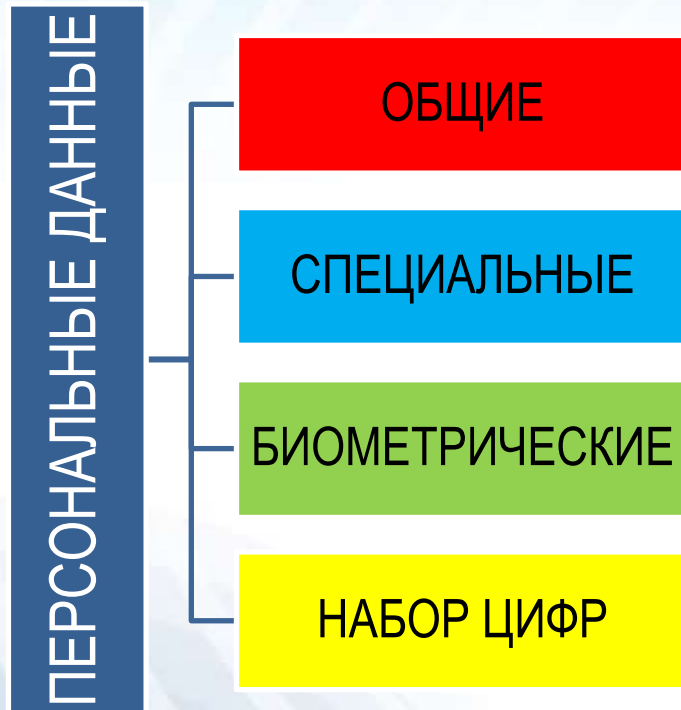 ПЕРСОНАЛЬНЫЕ ДАННЫЕ
ОБЩИЕ
СПЕЦИАЛЬНЫЕ
БИОМЕТРИЧЕСКИЕ
НАБОР ЦИФР